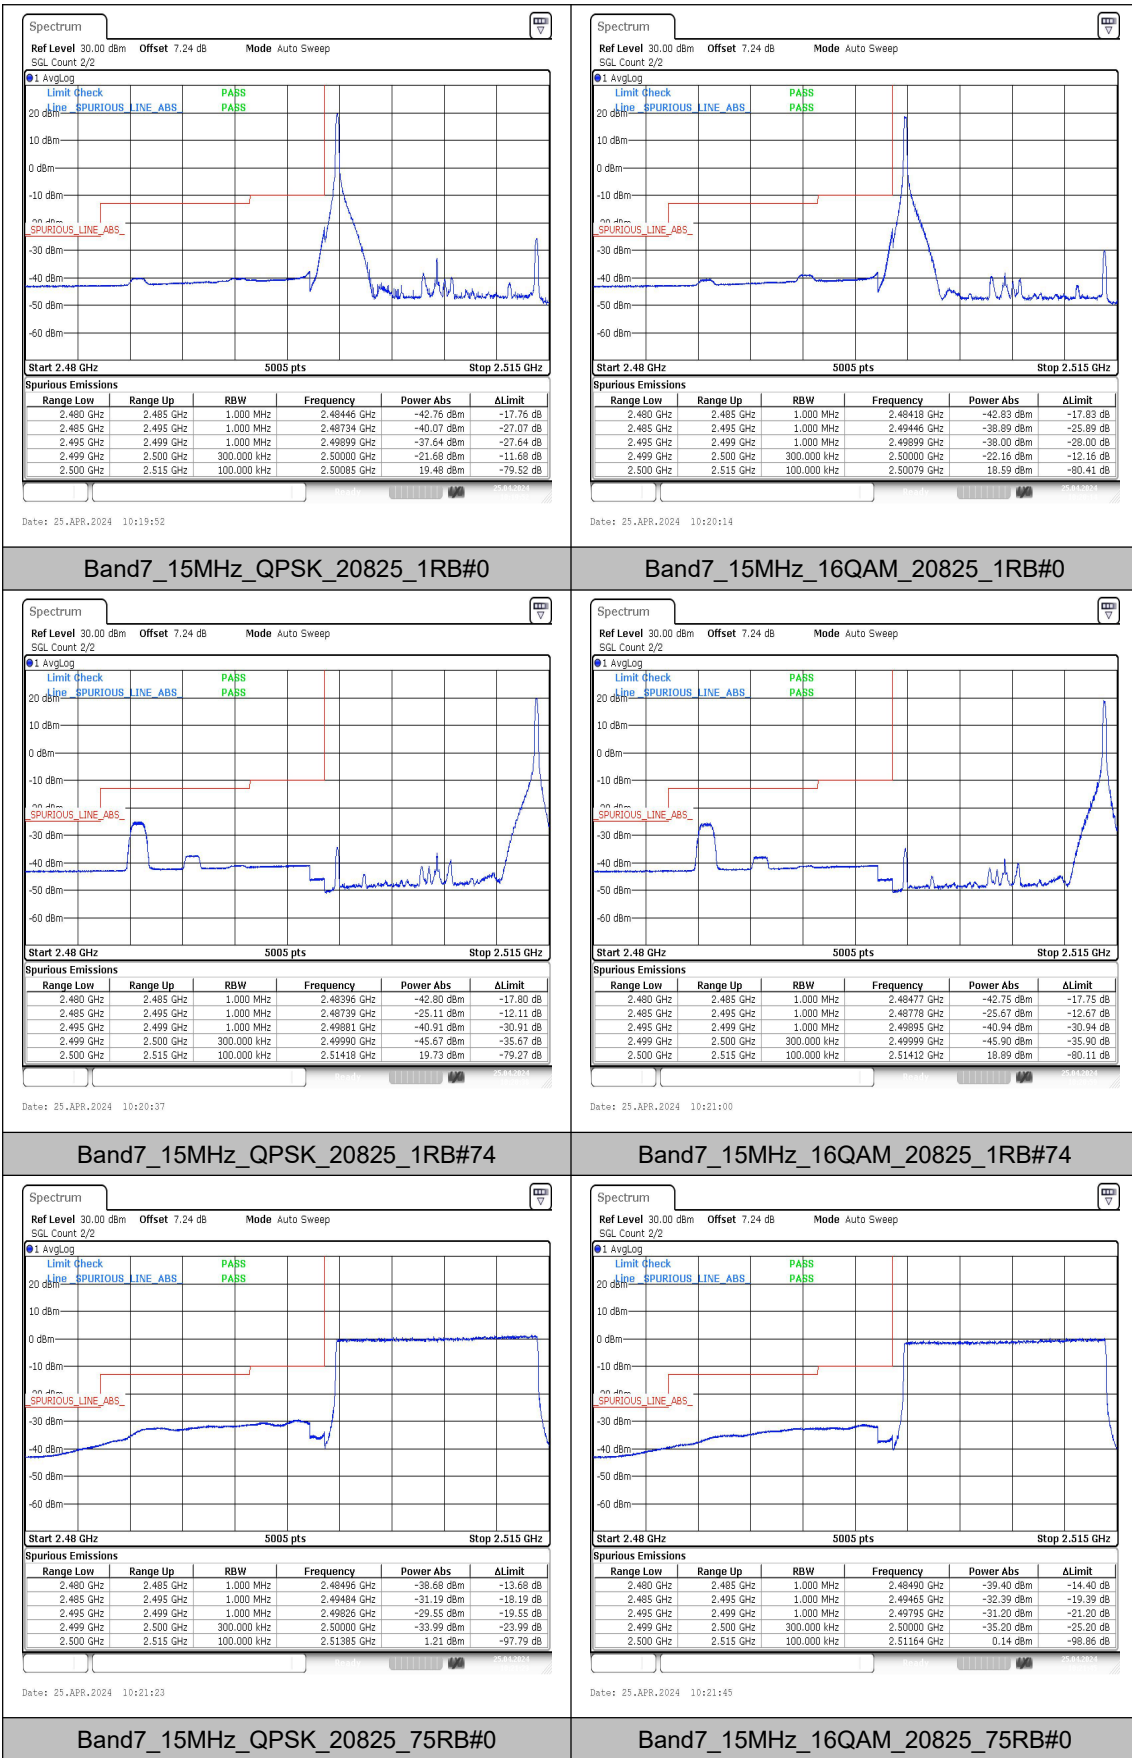 Spectrum
Ref Level 30.00 dBm Offset 7.24 dB Mode Auto Sweep
SGL Count 2/2
1 AvgLog
Limit Check PASS
Line _SPURIOUS_LINE_ABS_ PASS
20 dBm
10 dBm
0 dBm
-10 dBm
-20 dBm
_SPURIOUS_LINE_ABS_
-30 dBm
-40 dBm
-50 dBm
-60 dBm
Start 2.48 GHz 5005 pts Stop 2.515 GHz
Spurious Emissions
Range Low Range Up RBW Frequency Power Abs ΔLimit
2.480 GHz 2.485 GHz 1.000 MHz 2.48446 GHz -42.76 dBm -17.76 dB
2.485 GHz 2.495 GHz 1.000 MHz 2.48734 GHz -40.07 dBm -27.07 dB
2.495 GHz 2.499 GHz 1.000 MHz 2.49899 GHz -37.64 dBm -27.64 dB
2.499 GHz 2.500 GHz 300.000 kHz 2.50000 GHz -21.68 dBm -11.68 dB
2.500 GHz 2.515 GHz 100.000 kHz 2.50085 GHz 19.48 dBm -79.52 dB
25.04.2024
Date: 25.APR.2024 10:19:52
Band7_15MHz_QPSK_20825_1RB#0
Spectrum
Ref Level 30.00 dBm Offset 7.24 dB Mode Auto Sweep
SGL Count 2/2
1 AvgLog
Limit Check PASS
Line _SPURIOUS_LINE_ABS_ PASS
20 dBm
10 dBm
0 dBm
-10 dBm
-20 dBm
_SPURIOUS_LINE_ABS_
-30 dBm
-40 dBm
-50 dBm
-60 dBm
Start 2.48 GHz 5005 pts Stop 2.515 GHz
Spurious Emissions
Range Low Range Up RBW Frequency Power Abs ΔLimit
2.480 GHz 2.485 GHz 1.000 MHz 2.48418 GHz -42.83 dBm -17.83 dB
2.485 GHz 2.495 GHz 1.000 MHz 2.49446 GHz -38.89 dBm -25.89 dB
2.495 GHz 2.499 GHz 1.000 MHz 2.49899 GHz -38.00 dBm -28.00 dB
2.499 GHz 2.500 GHz 300.000 kHz 2.50000 GHz -22.16 dBm -12.16 dB
2.500 GHz 2.515 GHz 100.000 kHz 2.50079 GHz 18.59 dBm -80.41 dB
25.04.2024
Date: 25.APR.2024 10:20:14
Band7_15MHz_16QAM_20825_1RB#0
Spectrum
Ref Level 30.00 dBm Offset 7.24 dB Mode Auto Sweep
SGL Count 2/2
1 AvgLog
Limit Check PASS
Line _SPURIOUS_LINE_ABS_ PASS
20 dBm
10 dBm
0 dBm
-10 dBm
-20 dBm
_SPURIOUS_LINE_ABS_
-30 dBm
-40 dBm
-50 dBm
-60 dBm
Start 2.48 GHz 5005 pts Stop 2.515 GHz
Spurious Emissions
Range Low Range Up RBW Frequency Power Abs ΔLimit
2.480 GHz 2.485 GHz 1.000 MHz 2.48396 GHz -42.80 dBm -17.80 dB
2.485 GHz 2.495 GHz 1.000 MHz 2.48739 GHz -25.11 dBm -12.11 dB
2.495 GHz 2.499 GHz 1.000 MHz 2.49881 GHz -40.91 dBm -30.91 dB
2.499 GHz 2.500 GHz 300.000 kHz 2.49990 GHz -45.67 dBm -35.67 dB
2.500 GHz 2.515 GHz 100.000 kHz 2.51418 GHz 19.73 dBm -79.27 dB
25.04.2024
Date: 25.APR.2024 10:20:37
Band7_15MHz_QPSK_20825_1RB#74
Spectrum
Ref Level 30.00 dBm Offset 7.24 dB Mode Auto Sweep
SGL Count 2/2
1 AvgLog
Limit Check PASS
Line _SPURIOUS_LINE_ABS_ PASS
20 dBm
10 dBm
0 dBm
-10 dBm
-20 dBm
_SPURIOUS_LINE_ABS_
-30 dBm
-40 dBm
-50 dBm
-60 dBm
Start 2.48 GHz 5005 pts Stop 2.515 GHz
Spurious Emissions
Range Low Range Up RBW Frequency Power Abs ΔLimit
2.480 GHz 2.485 GHz 1.000 MHz 2.48477 GHz -42.75 dBm -17.75 dB
2.485 GHz 2.495 GHz 1.000 MHz 2.48778 GHz -25.67 dBm -12.67 dB
2.495 GHz 2.499 GHz 1.000 MHz 2.49895 GHz -40.94 dBm -30.94 dB
2.499 GHz 2.500 GHz 300.000 kHz 2.49999 GHz -45.90 dBm -35.90 dB
2.500 GHz 2.515 GHz 100.000 kHz 2.51412 GHz 18.89 dBm -80.11 dB
25.04.2024
Date: 25.APR.2024 10:21:00
Band7_15MHz_16QAM_20825_1RB#74
Spectrum
Ref Level 30.00 dBm Offset 7.24 dB Mode Auto Sweep
SGL Count 2/2
1 AvgLog
Limit Check PASS
Line _SPURIOUS_LINE_ABS_ PASS
20 dBm
10 dBm
0 dBm
-10 dBm
-20 dBm
_SPURIOUS_LINE_ABS_
-30 dBm
-40 dBm
-50 dBm
-60 dBm
Start 2.48 GHz 5005 pts Stop 2.515 GHz
Spurious Emissions
Range Low Range Up RBW Frequency Power Abs ΔLimit
2.480 GHz 2.485 GHz 1.000 MHz 2.48496 GHz -38.68 dBm -13.68 dB
2.485 GHz 2.495 GHz 1.000 MHz 2.49484 GHz -31.19 dBm -18.19 dB
2.495 GHz 2.499 GHz 1.000 MHz 2.49826 GHz -29.55 dBm -19.55 dB
2.499 GHz 2.500 GHz 300.000 kHz 2.50000 GHz -33.99 dBm -23.99 dB
2.500 GHz 2.515 GHz 100.000 kHz 2.51385 GHz 1.21 dBm -97.79 dB
25.04.2024
Date: 25.APR.2024 10:21:23
Band7_15MHz_QPSK_20825_75RB#0
Spectrum
Ref Level 30.00 dBm Offset 7.24 dB Mode Auto Sweep
SGL Count 2/2
1 AvgLog
Limit Check PASS
Line _SPURIOUS_LINE_ABS_ PASS
20 dBm
10 dBm
0 dBm
-10 dBm
-20 dBm
_SPURIOUS_LINE_ABS_
-30 dBm
-40 dBm
-50 dBm
-60 dBm
Start 2.48 GHz 5005 pts Stop 2.515 GHz
Spurious Emissions
Range Low Range Up RBW Frequency Power Abs ΔLimit
2.480 GHz 2.485 GHz 1.000 MHz 2.48490 GHz -39.40 dBm -14.40 dB
2.485 GHz 2.495 GHz 1.000 MHz 2.49465 GHz -32.39 dBm -19.39 dB
2.495 GHz 2.499 GHz 1.000 MHz 2.49795 GHz -31.20 dBm -21.20 dB
2.499 GHz 2.500 GHz 300.000 kHz 2.50000 GHz -35.20 dBm -25.20 dB
2.500 GHz 2.515 GHz 100.000 kHz 2.51164 GHz 0.14 dBm -98.86 dB
25.04.2024
Date: 25.APR.2024 10:21:45
Band7_15MHz_16QAM_20825_75RB#0